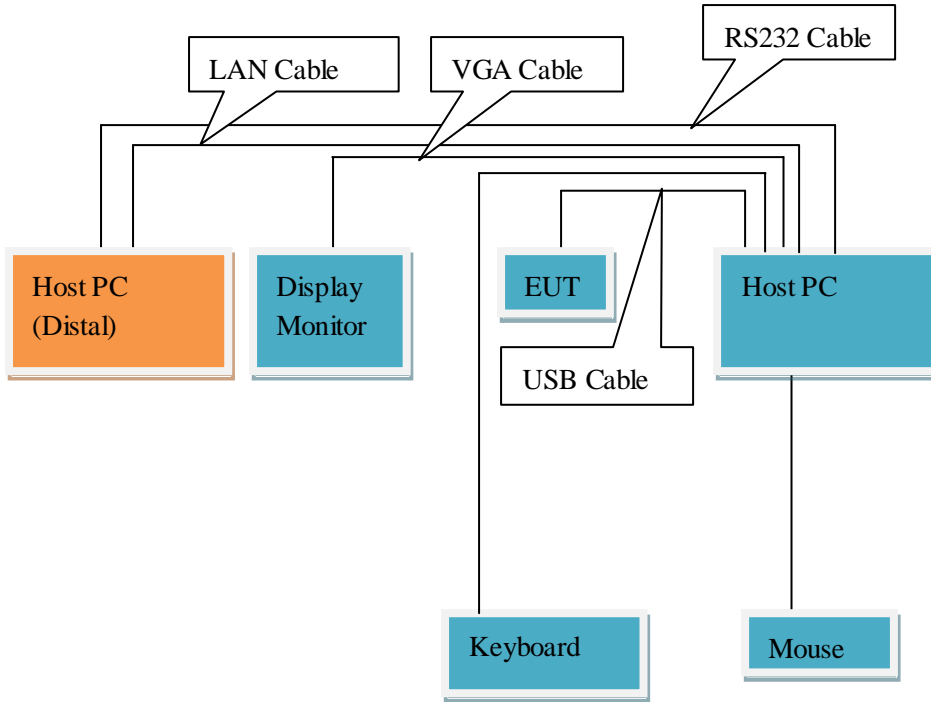 RS232 Cable
LAN Cable
VGA Cable
Host PC
(Distal)
Display
Monitor
EUT
Host PC
USB Cable
Keyboard
Mouse